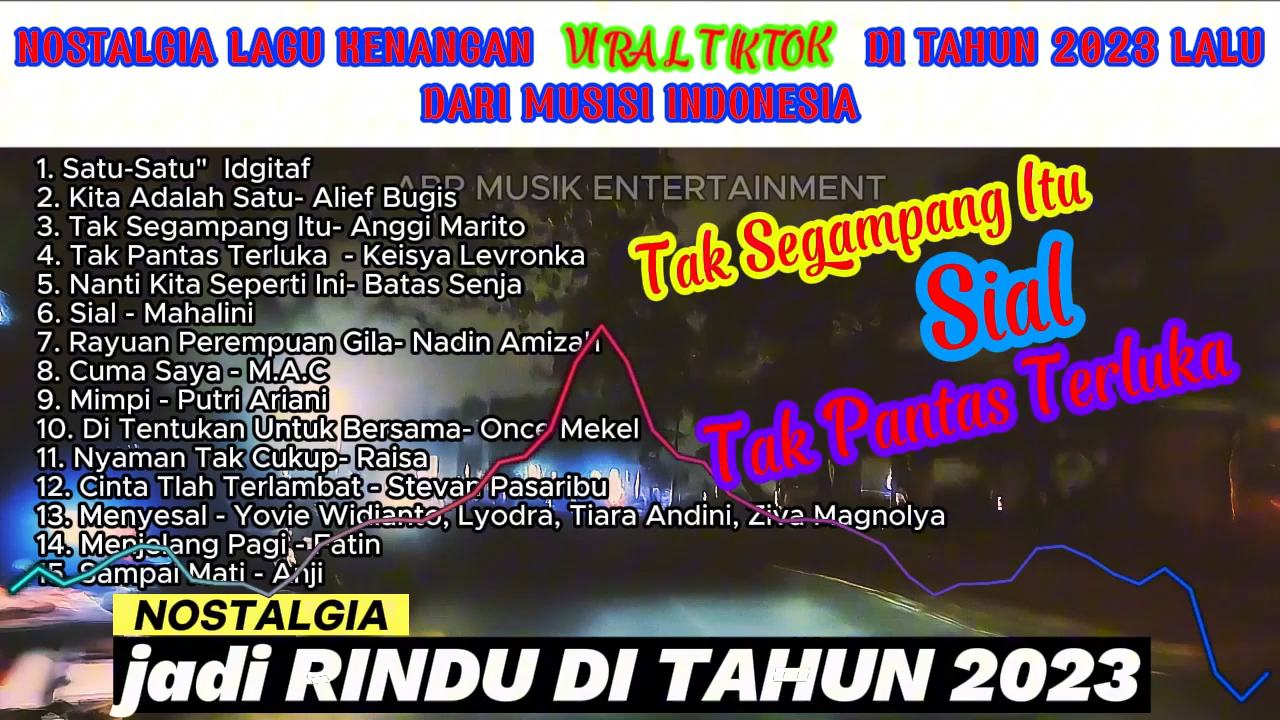 NOSTALGIA LAGU KENANGAN VIRAL TIKTOK DI TAHUN 2023 LALU
DARI MUSISI INDONESIA
ARP MUSIK ENTERTAINMENT
1. Satu-Satu" Idgitaf
2. Kita Adalah Satu- Alief Bugis
3. Tak Segampang Itu- Anggi Marito
4. Tak Pantas Terluka - Keisya Levronka
5. Nanti Kita Seperti Ini- Batas Senja
6. Sial - Mahalini
7. Rayuan Perempuan Gila- Nadin Amizah
8. Cuma Saya - M.A.C
9. Mimpi - Putri Ariani
10. Di Tentukan Untuk Bersama- Once Mekel
11. Nyaman Tak Cukup- Raisa
12. Cinta Tlah Terlambat - Stevan Pasaribu
13. Menyesal - Yovie Widianto, Lyodra, Tiara Andini, Ziva Magnolya
14. Menjelang Pagi - Fatin
15. Sampai Mati - Anji
Tak Segampang Itu
Sial
Tak Pantas Terluka
NOSTALGIA
jadi RINDU DI TAHUN 2023